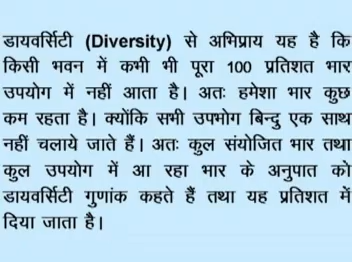 डायवर्सिटी (Diversity) से अभिप्राय यह है कि
किसी भवन में कभी भी पूरा 100 प्रतिशत भार
उपयोग में नहीं आता है। अतः हमेशा भार कुछ
कम रहता है। क्योंकि सभी उपभोग बिन्दु एक साथ
नहीं चलाये जाते हैं। अतः कुल संयोजित भार तथा
कुल उपयोग में आ रहा भार के अनुपात को
डायवर्सिटी गुणांक कहते हैं तथा यह प्रतिशत में
दिया जाता है।